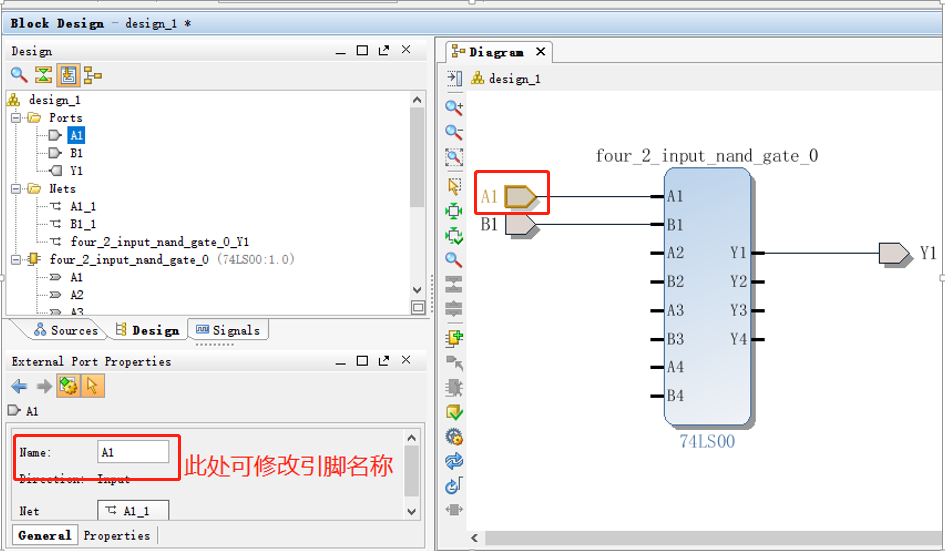 Block Design - design_1 *
Design
design_1
Ports
A1
B1
Y1
Nets
A1_1
B1_1
four_2_input_nand_gate_0_Y1
four_2_input_nand_gate_0 (74LS00:1.0)
A1
A2
A3
Sources
Design
Signals
External Port Properties
A1
Name: A1
此处可修改引脚名称
Direction: Input
Net A1_1
General Properties
Diagram
design_1
four_2_input_nand_gate_0
A1 A1
B1 B1
A2 Y1 Y1
B2 Y2
A3 Y3
B3 Y4
A4
B4
74LS00